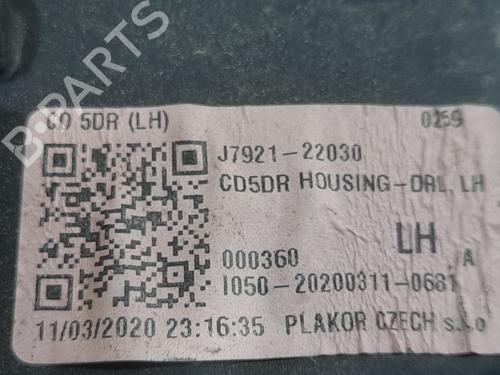 CD 5DR (LH)
0259
J7921-22030
CD5DR HOUSING-DRL, LH
LH
A
000360
I050-20200311-0681
11/03/2020 23:16:35 PLAKOR CZECH s.r.o
B-PARTS